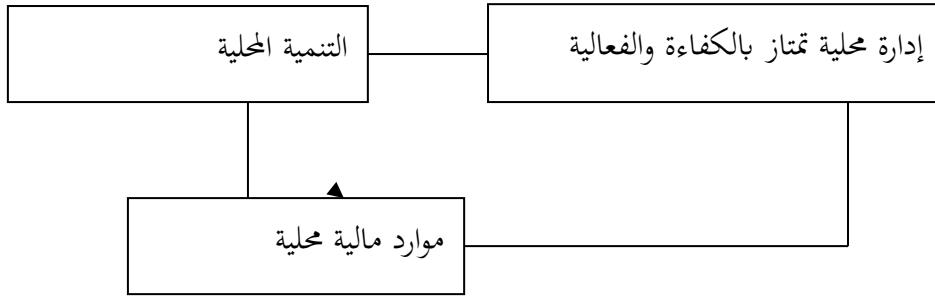 إدارة محلية تمتاز بالكفاءة والفعالية
التنمية المحلية
موارد مالية محلية